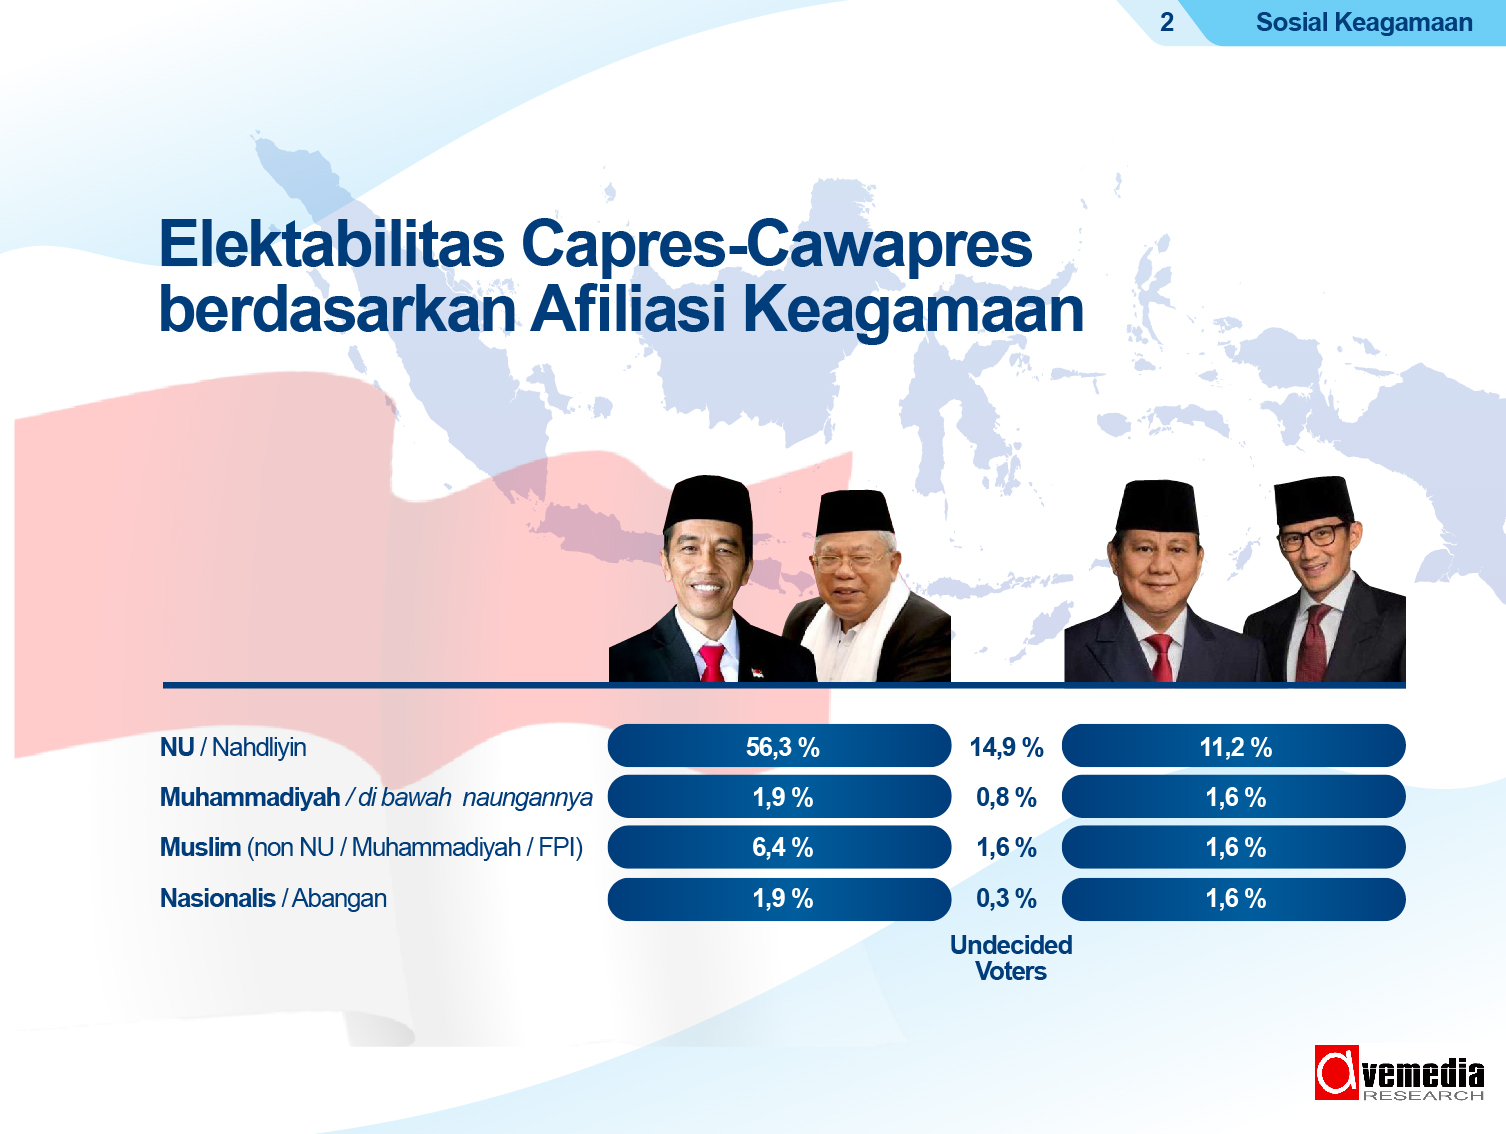 2 Sosial Keagamaan
Elektabilitas Capres-Cawapres
berdasarkan Afiliasi Keagamaan
NU / Nahdliyin 56,3 % 14,9 % 11,2 %
Muhammadiyah / di bawah naungannya 1,9 % 0,8 % 1,6 %
Muslim (non NU / Muhammadiyah / FPI) 6,4 % 1,6 % 1,6 %
Nasionalis / Abangan 1,9 % 0,3 % 1,6 %
Undecided
Voters
avemedia
RESEARCH